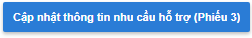 Cập nhật thông tin nhu cầu hỗ trợ (Phiếu 3)